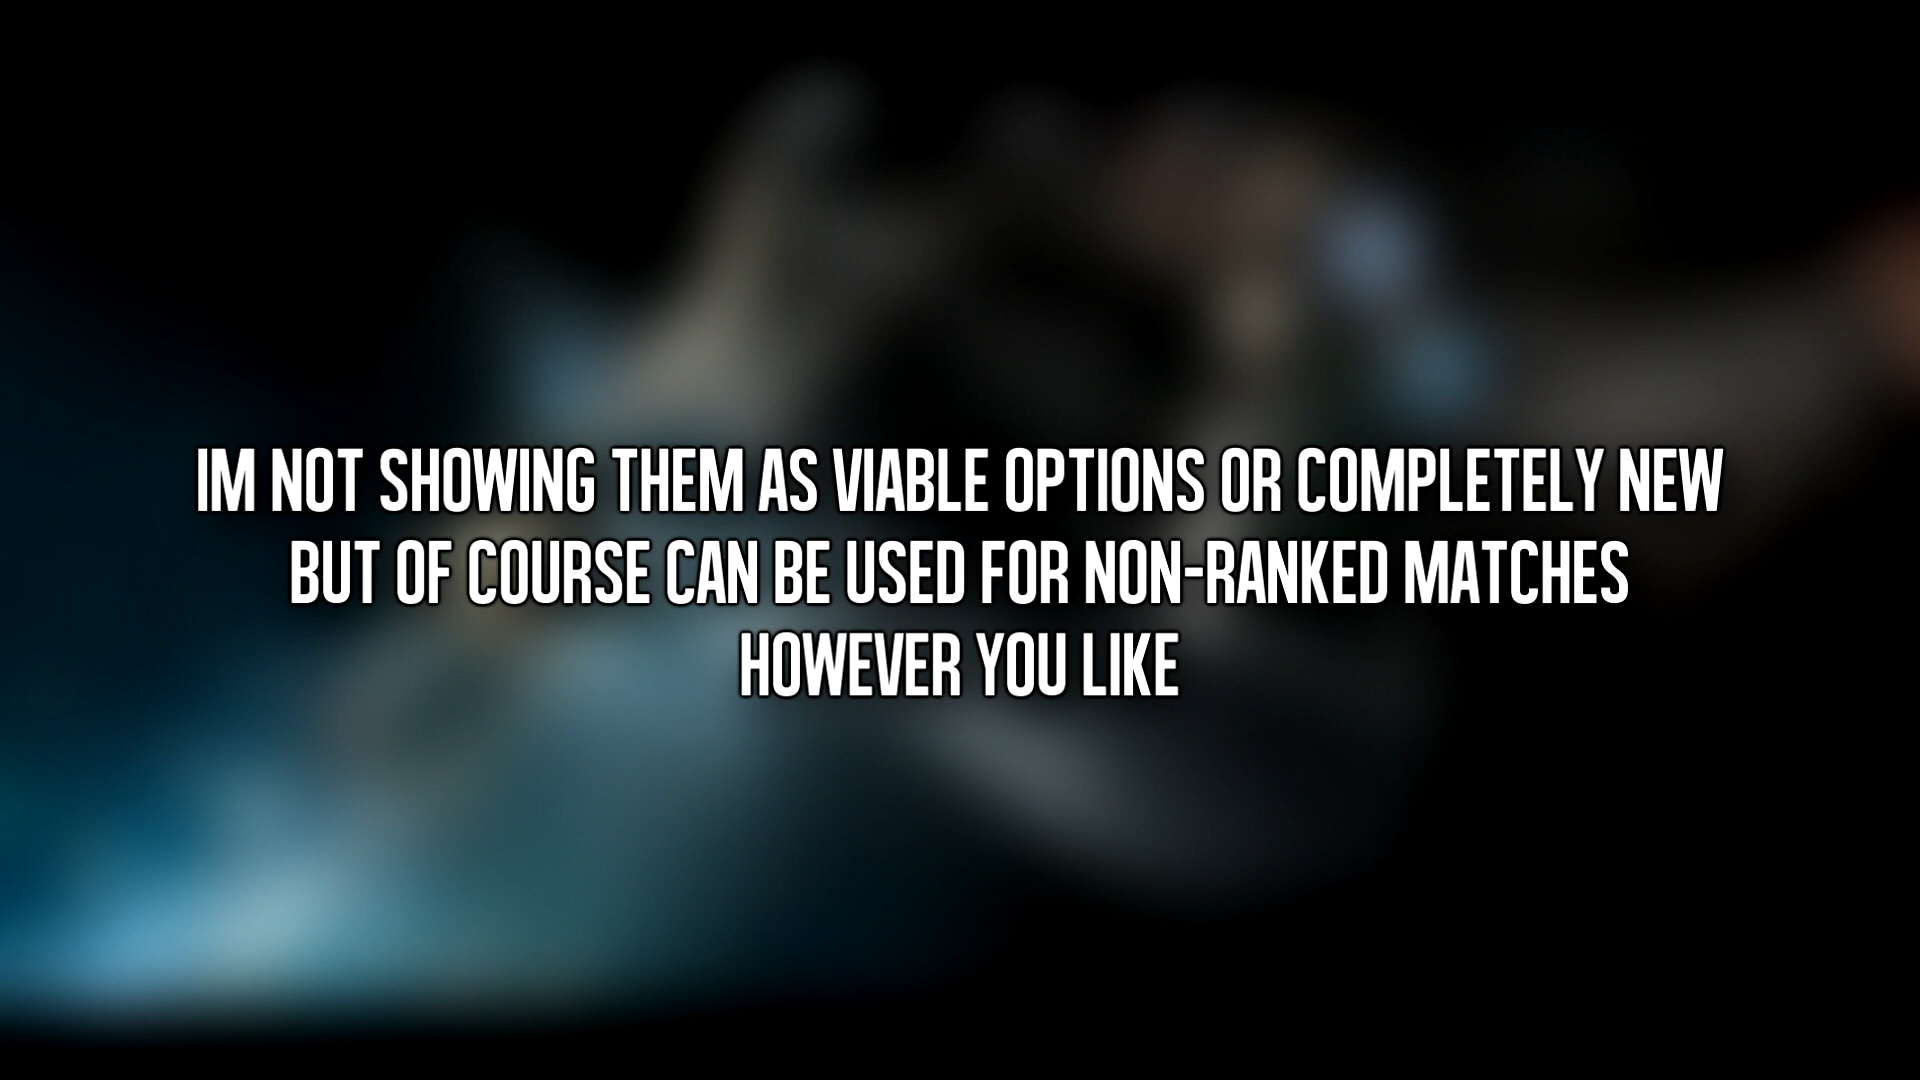 IM NOT SHOWING THEM AS VIABLE OPTIONS OR COMPLETELY NEW
BUT OF COURSE CAN BE USED FOR NON-RANKED MATCHES
HOWEVER YOU LIKE